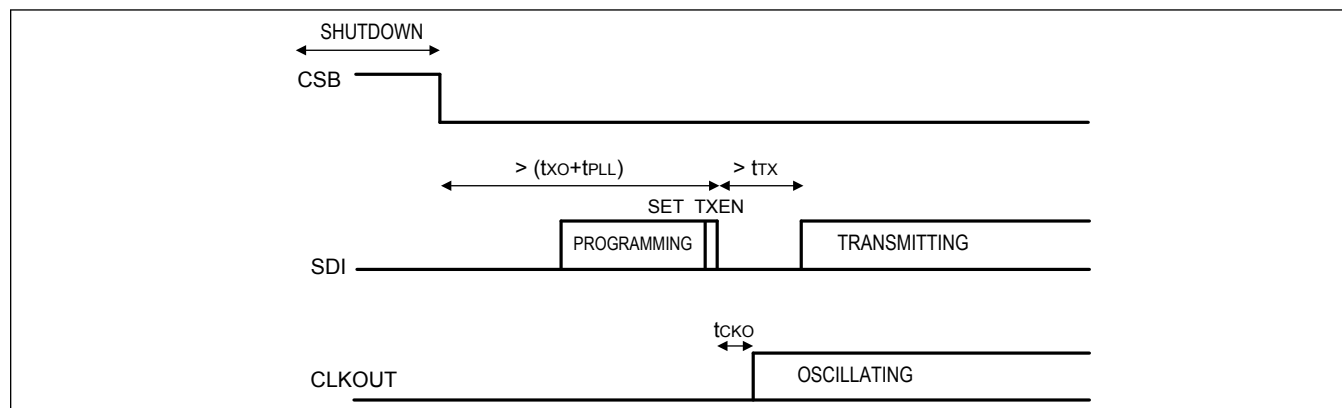 SHUTDOWN
CSB
> (tXO+tPLL)
> tTX
SET TXEN
PROGRAMMING
TRANSMITTING
SDI
tCKO
OSCILLATING
CLKOUT